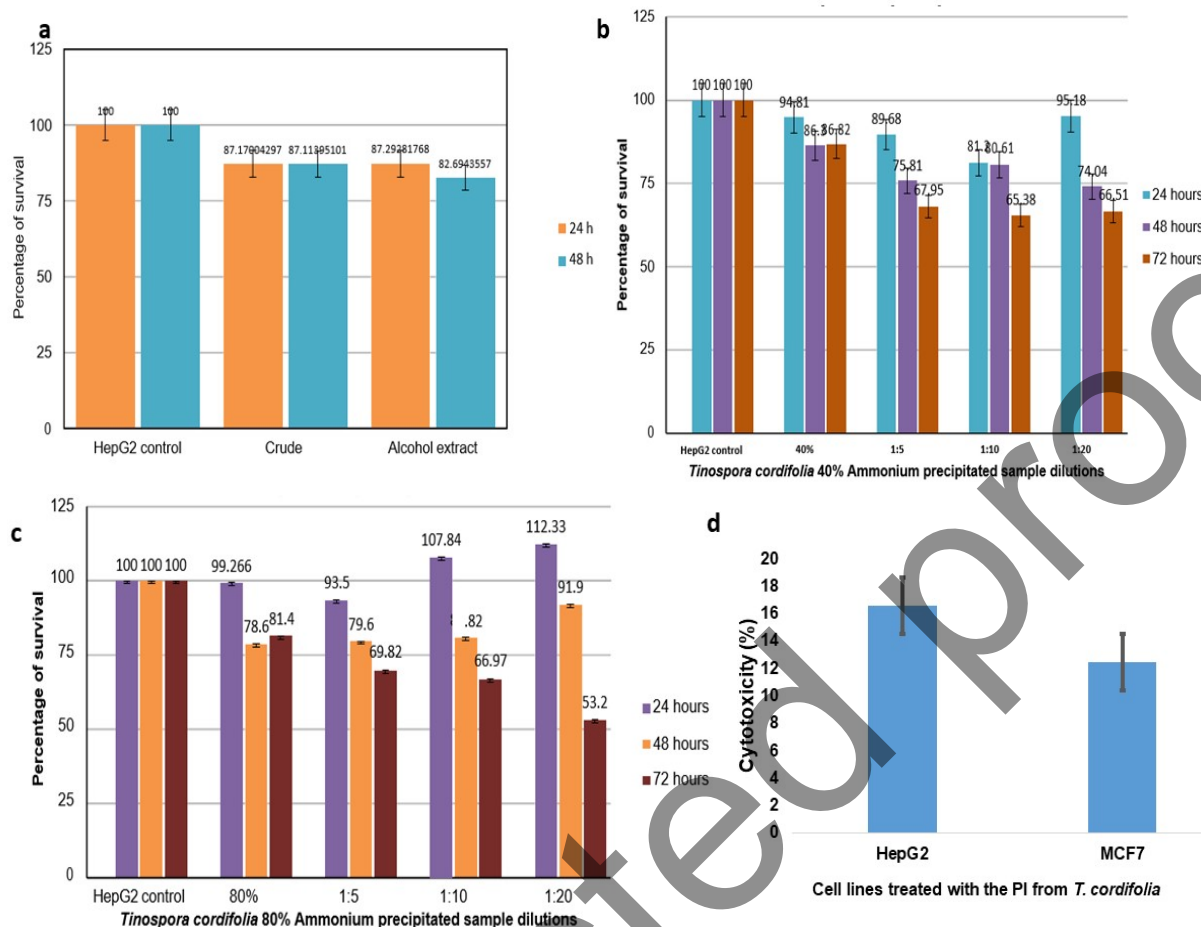 a
125
100
75
50
25
0
Percentage of survival
100
100
87.17004297
87.11395101
87.29281768
82.6943557
HepG2 control
Crude
Alcohol extract
24 h
48 h
b
125
100
75
50
25
0
Percentage of survival
100 100 100
94.81
86.82
89.68
75.81
67.95
80.61
65.38
95.18
74.04
66.51
HepG2 control
40%
1:5
1:10
1:20
Tinospora cordifolia 40% Ammonium precipitated sample dilutions
24 hours
48 hours
72 hours
c
125
100
75
50
25
0
Percentage of survival
100 100 100
99.266
78.6
81.4
93.5
79.6
69.82
107.84
.82
66.97
112.33
91.9
53.2
HepG2 control
80%
1:5
1:10
1:20
Tinospora cordifolia 80% Ammonium precipitated sample dilutions
24 hours
48 hours
72 hours
d
20
18
16
14
12
10
8
6
4
2
0
Cytotoxicity (%)
HepG2
MCF7
Cell lines treated with the PI from T. cordifolia